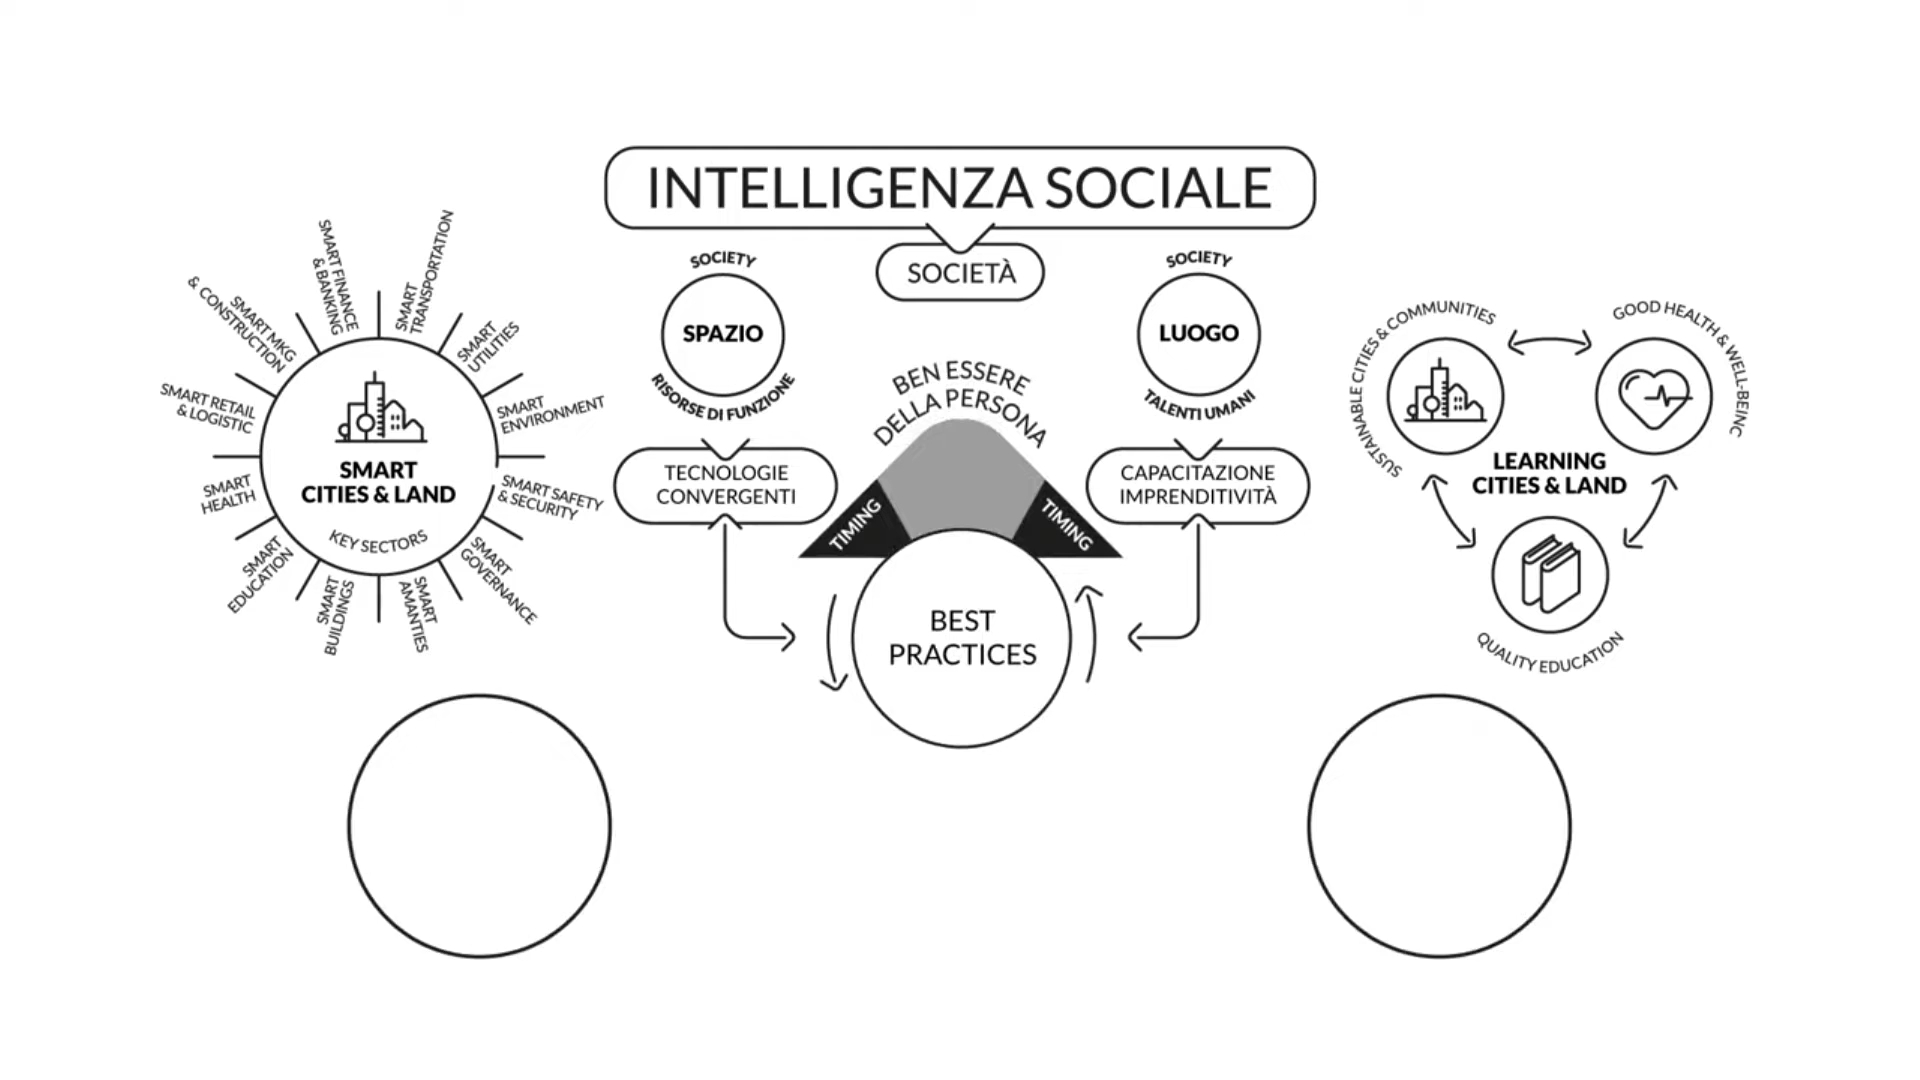 INTELLIGENZA SOCIALE
SOCIETÀ
SMART FINANCE
& BANKING
SMART
TRANSPORTATION
SMART
UTILITIES
SMART
ENVIRONMENT
SMART SAFETY
& SECURITY
SMART
GOVERNANCE
SMART
AMANTIES
SMART
BUILDINGS
SMART
EDUCATION
SMART
HEALTH
SMART RETAIL
& LOGISTIC
SMART MKG
& CONSTRUCTION
SMART
CITIES & LAND
KEY SECTORS
SOCIETY
SPAZIO
RISORSE DI FUNZIONE
TECNOLOGIE
CONVERGENTI
BEN ESSERE
DELLA PERSONA
TIMING
TIMING
BEST
PRACTICES
SOCIETY
LUOGO
TALENTI UMANI
CAPACITAZIONE
IMPRENDITIVITÀ
SUSTAINABLE CITIES & COMMUNITIES
GOOD HEALTH & WELL-BEING
LEARNING
CITIES & LAND
QUALITY EDUCATION